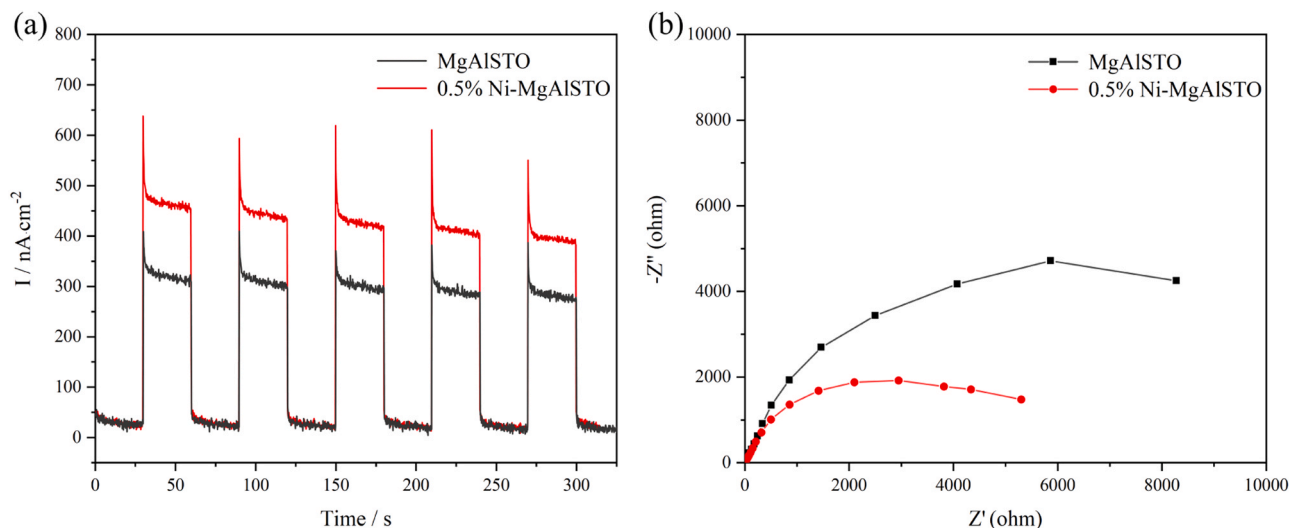 (a)
800
700
600
500
400
300
200
100
0
I / nA.cm-2
MgAlSTO
0.5% Ni-MgAlSTO
0 50 100 150 200 250 300
Time / s
(b)
10000
8000
6000
4000
2000
0
-Z" (ohm)
MgAlSTO
0.5% Ni-MgAlSTO
0 2000 4000 6000 8000 10000
Z' (ohm)